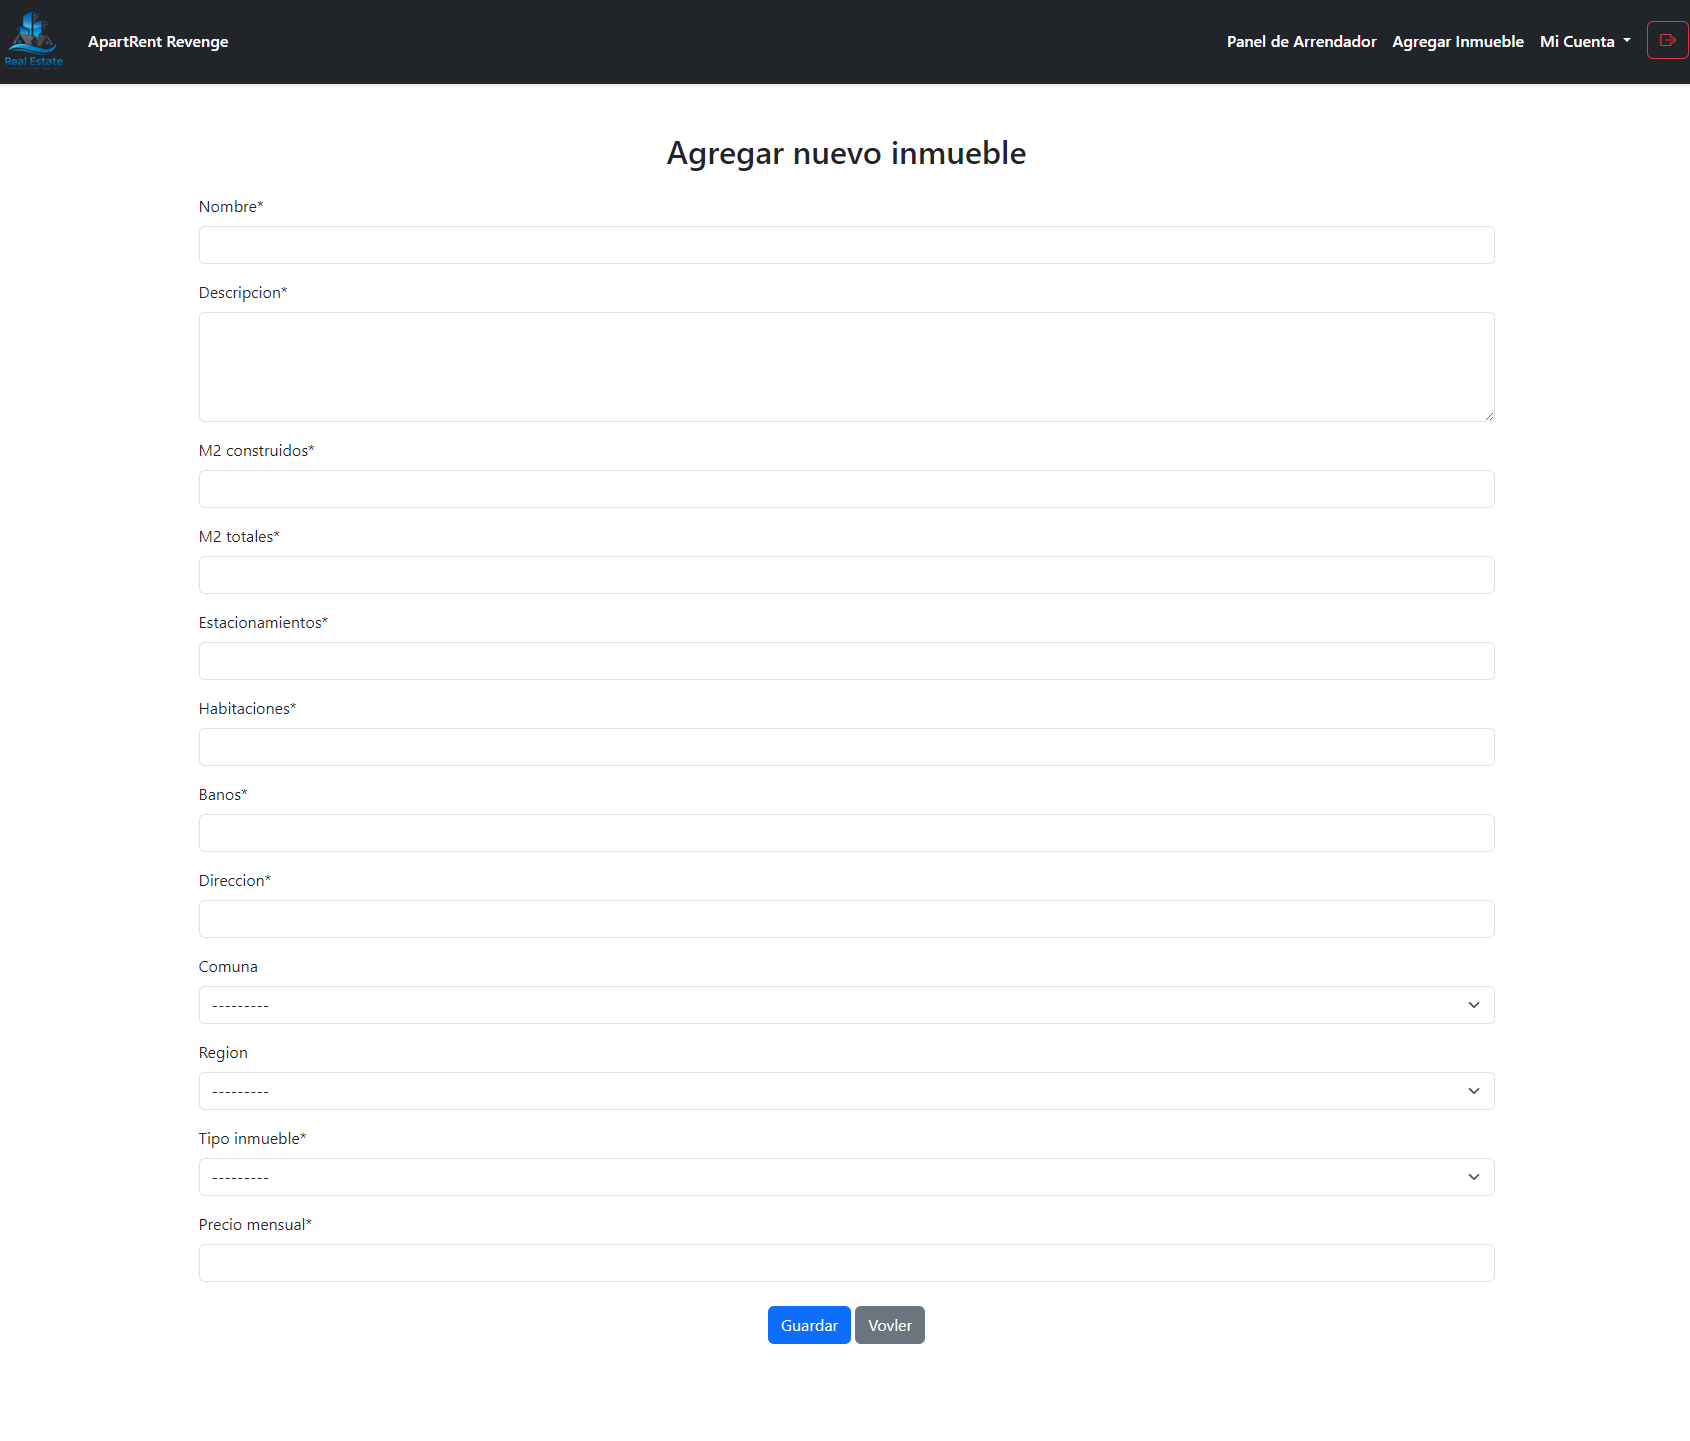 Real Estate
ApartRent Revenge
Panel de Arrendador
Agregar Inmueble
Mi Cuenta
Agregar nuevo inmueble
Nombre*
Descripcion*
M2 construidos*
M2 totales*
Estacionamientos*
Habitaciones*
Banos*
Direccion*
Comuna
---------
Region
---------
Tipo inmueble*
---------
Precio mensual*
Guardar
Vovler